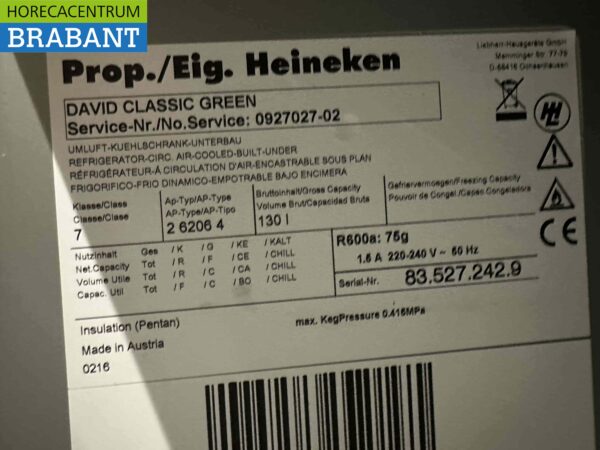 HORECACENTRUM
BRABANT
Prop./Eig. Heineken
Liebherr-Hausgeräte GmbH
Memminger Str. 77-79
D-88416 Ochsenhausen
DAVID CLASSIC GREEN
Service-Nr./No.Service: 0927027-02
UMLUFT-KUEHLSCHRANK-UNTERBAU
REFRIGERATOR-CIRC. AIR-COOLED-BUILT-UNDER
RÉFRIGÉRATEUR-À CIRCULATION D'AIR-ENCASTRABLE SOUS PLAN
FRIGORIFICO-FRIO DINAMICO-EMPOTRABLE BAJO ENCIMERA
Klasse/Class
Classe/Clase
7
Ap-Typ/AP-Type
AP-Type/AP-Tipo
2 6206 4
Bruttoinhalt/Gross Capacity
Volume Brut/Capacidad Bruta
130 l
Gefriervermoegen/Freezing Capacity
Pouvoir de Congel./Capac Congeladora
Nutzinhalt Ges /K /G /KE /KALT
Net.Capacity Tot /R /F /CE /CHILL
Volume Utile Tot /R /C /CA /CHILL
Capac. Util Tot /F /C /BO /CHILL
R600a: 75g
1.5 A 220-240 V ~ 50 Hz
Serial-Nr. 83.527.242.9
Insulation (Pentan)
max. KegPressure 0.416MPa
Made in Austria
0216
CE